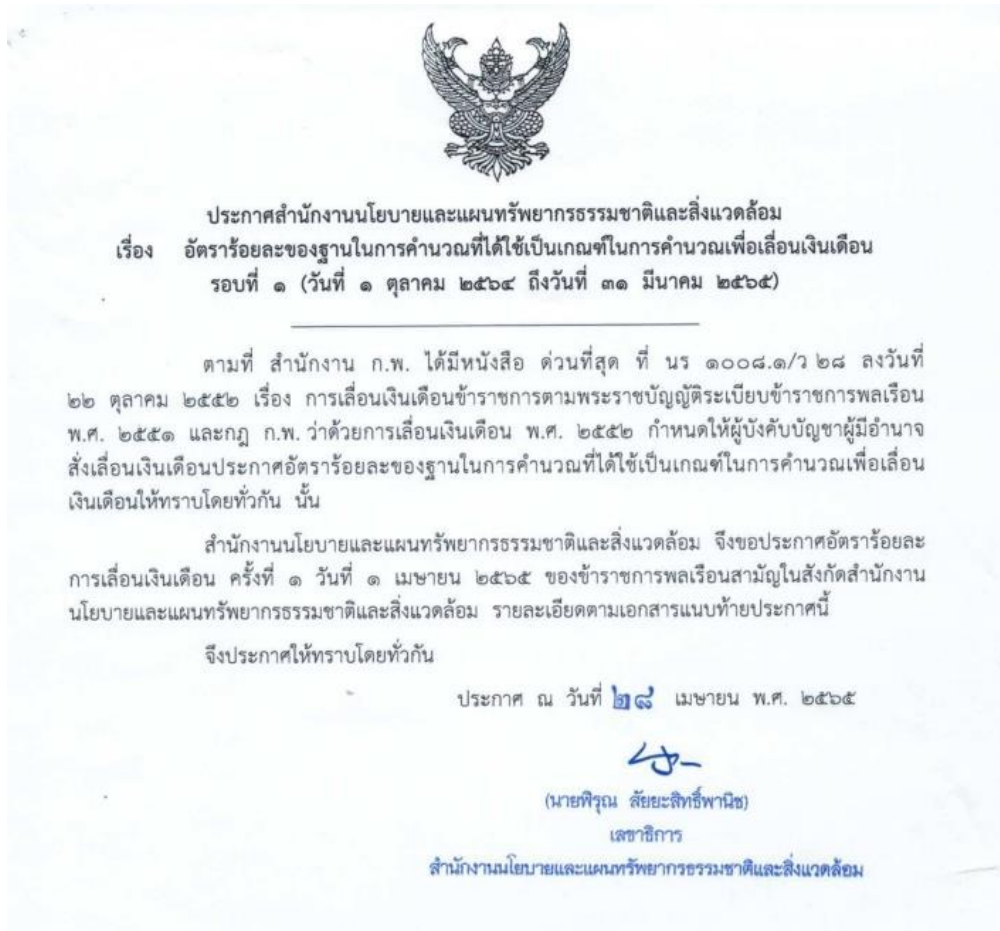 ประกาศสำนักงานนโยบายและแผนทรัพยากรธรรมชาติและสิ่งแวดล้อม
เรื่อง อัตราร้อยละของฐานในการคำนวณที่ได้ใช้เป็นเกณฑ์ในการคำนวณเพื่อเลื่อนเงินเดือน
รอบที่ ๑ (วันที่ ๑ ตุลาคม ๒๕๖๔ ถึงวันที่ ๓๑ มีนาคม ๒๕๖๕)
ตามที่ สำนักงาน ก.พ. ได้มีหนังสือ ด่วนที่สุด ที่ นร ๑๐๐๘.๑/ว ๒๘ ลงวันที่
๒๒ ตุลาคม ๒๕๕๒ เรื่อง การเลื่อนเงินเดือนข้าราชการตามพระราชบัญญัติระเบียบข้าราชการพลเรือน
พ.ศ. ๒๕๕๑ และกฎ ก.พ. ว่าด้วยการเลื่อนเงินเดือน พ.ศ. ๒๕๕๒ กำหนดให้ผู้บังคับบัญชาผู้มีอำนาจ
สั่งเลื่อนเงินเดือนประกาศอัตราร้อยละของฐานในการคำนวณที่ได้ใช้เป็นเกณฑ์ในการคำนวณเพื่อเลื่อน
เงินเดือนให้ทราบโดยทั่วกัน นั้น
สำนักงานนโยบายและแผนทรัพยากรธรรมชาติและสิ่งแวดล้อม จึงขอประกาศอัตราร้อยละ
การเลื่อนเงินเดือน ครั้งที่ ๑ วันที่ ๑ เมษายน ๒๕๖๕ ของข้าราชการพลเรือนสามัญในสังกัดสำนักงาน
นโยบายและแผนทรัพยากรธรรมชาติและสิ่งแวดล้อม รายละเอียดตามเอกสารแนบท้ายประกาศนี้
จึงประกาศให้ทราบโดยทั่วกัน
ประกาศ ณ วันที่ ๒๘ เมษายน พ.ศ. ๒๕๖๕
(นายพิรุณ สัยยะสิทธิ์พานิช)
เลขาธิการ
สำนักงานนโยบายและแผนทรัพยากรธรรมชาติและสิ่งแวดล้อม